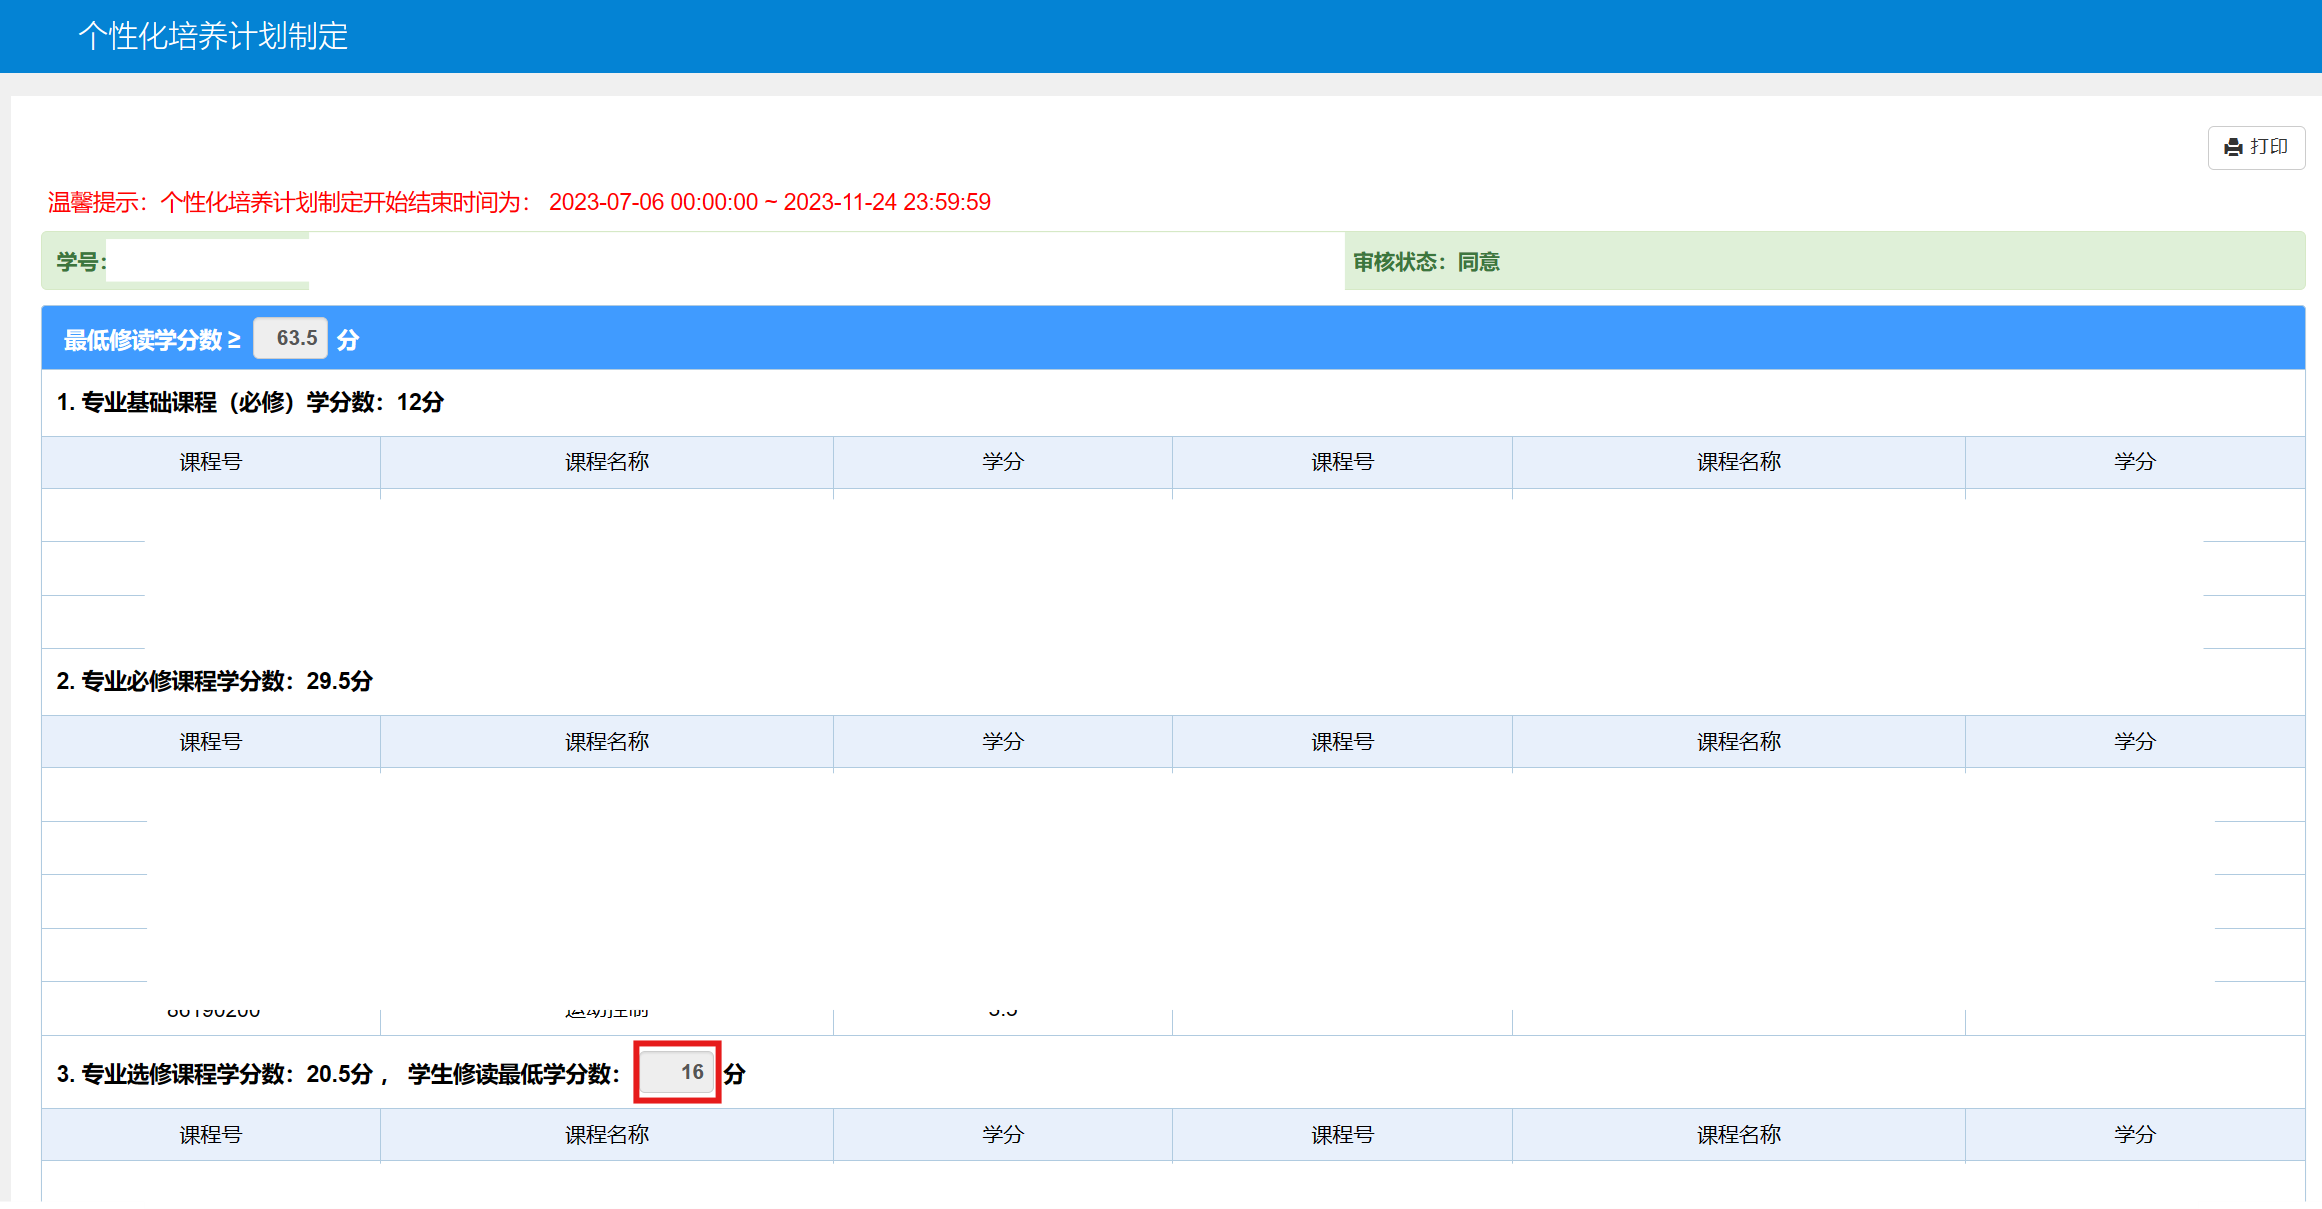 个性化培养计划制定
打印
温馨提示：个性化培养计划制定开始结束时间为： 2023-07-06 00:00:00 ~ 2023-11-24 23:59:59
学号: 审核状态：同意
最低修读学分数 ≥ 63.5 分
1. 专业基础课程（必修）学分数：12分
课程号 课程名称 学分 课程号 课程名称 学分
2. 专业必修课程学分数：29.5分
课程号 课程名称 学分 课程号 课程名称 学分
86190200 运动控制 3.5
3. 专业选修课程学分数：20.5分 ， 学生修读最低学分数： 16 分
课程号 课程名称 学分 课程号 课程名称 学分